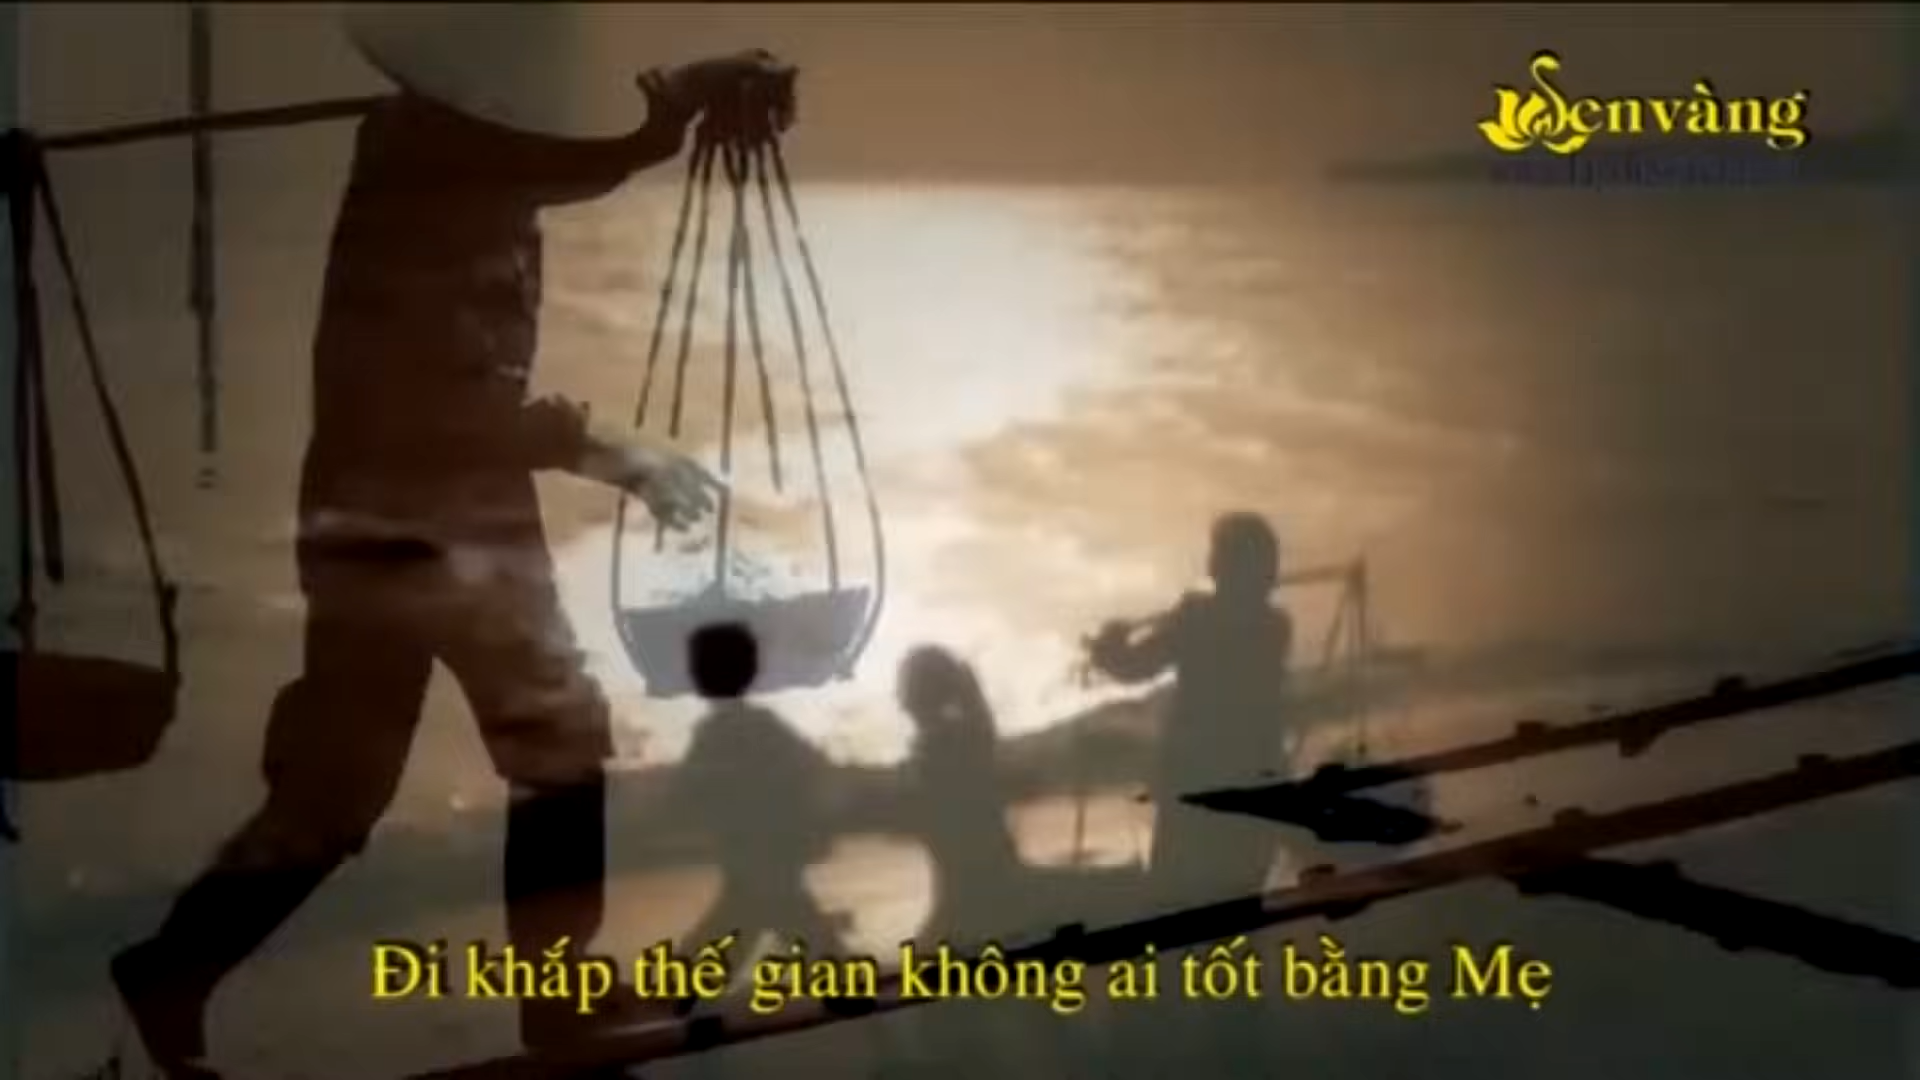 Senvàng
Đi khắp thế gian không ai tốt bằng Mẹ